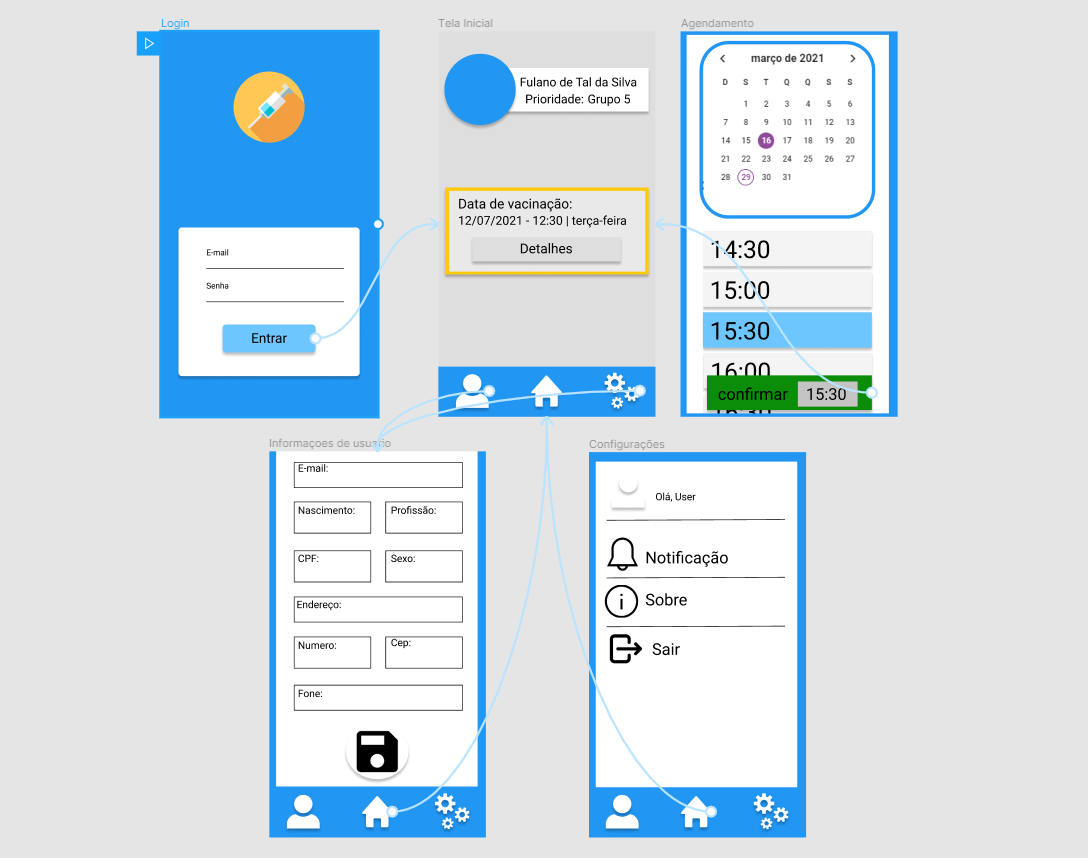 Login
E-mail
Senha
Entrar
Tela Inicial
Fulano de Tal da Silva
Prioridade: Grupo 5
Data de vacinação:
12/07/2021 - 12:30 | terça-feira
Detalhes
Agendamento
março de 2021
D S T Q Q S S
1 2 3 4 5 6
7 8 9 10 11 12 13
14 15 16 17 18 19 20
21 22 23 24 25 26 27
28 29 30 31
14:30
15:00
15:30
16:00
confirmar 15:30
16:30
Informaçoes de usuario
E-mail:
Nascimento: Profissão:
CPF: Sexo:
Endereço:
Numero: Cep:
Fone:
Configurações
Olá, User
Notificação
Sobre
Sair